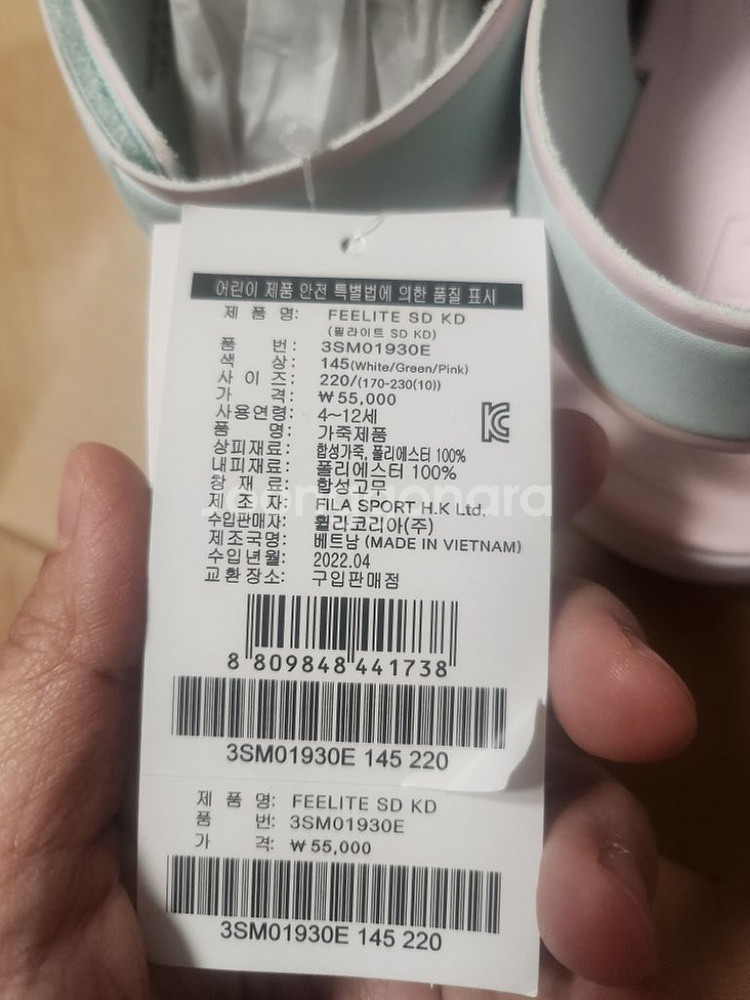 어린이 제품 안전 특별법에 의한 품질 표시
제 품 명: FEELITE SD KD
(필라이트 SD KD)
품 번: 3SM01930E
색 상: 145(White/Green/Pink)
사 이 즈: 220/(170-230(10))
가 격: ₩55,000
사용연령: 4~12세
품 명: 가죽제품
상피재료: 합성가죽, 폴리에스터 100%
내피재료: 폴리에스터 100%
창 재 료: 합성고무
제 조 자: FILA SPORT H.K Ltd.
수입판매자: 휠라코리아(주)
제조국명: 베트남 (MADE IN VIETNAM)
수입년월: 2022.04
교환장소: 구입판매점
8 809848 441738
3SM01930E 145 220
제 품 명: FEELITE SD KD
품 번: 3SM01930E
가 격: ₩55,000
3SM01930E 145 220
joonggonara